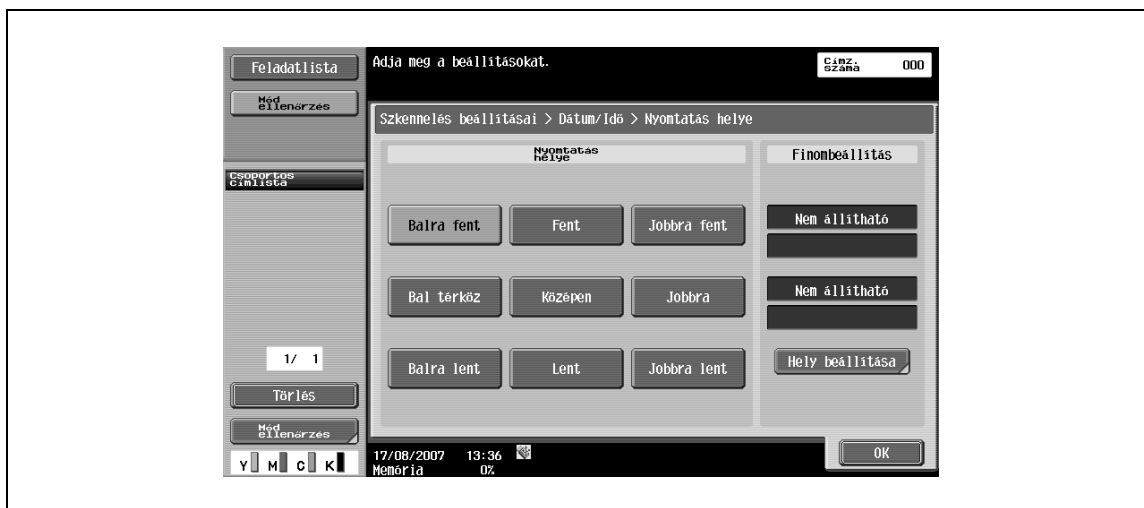 Feladatlista
Adja meg a beállításokat.
Címz. száma 000
Mód ellenőrzés
Szkennelés beállításai > Dátum/Idő > Nyomtatás helye
Nyomtatás helye
Finombeállítás
Csoportos címlista
Balra fent
Fent
Jobbra fent
Nem állítható
Bal térköz
Középen
Jobbra
Nem állítható
1/ 1
Balra lent
Lent
Jobbra lent
Hely beállítása
Törlés
Mód ellenőrzés
Y M C K
17/08/2007 13:36
Memória 0%
OK